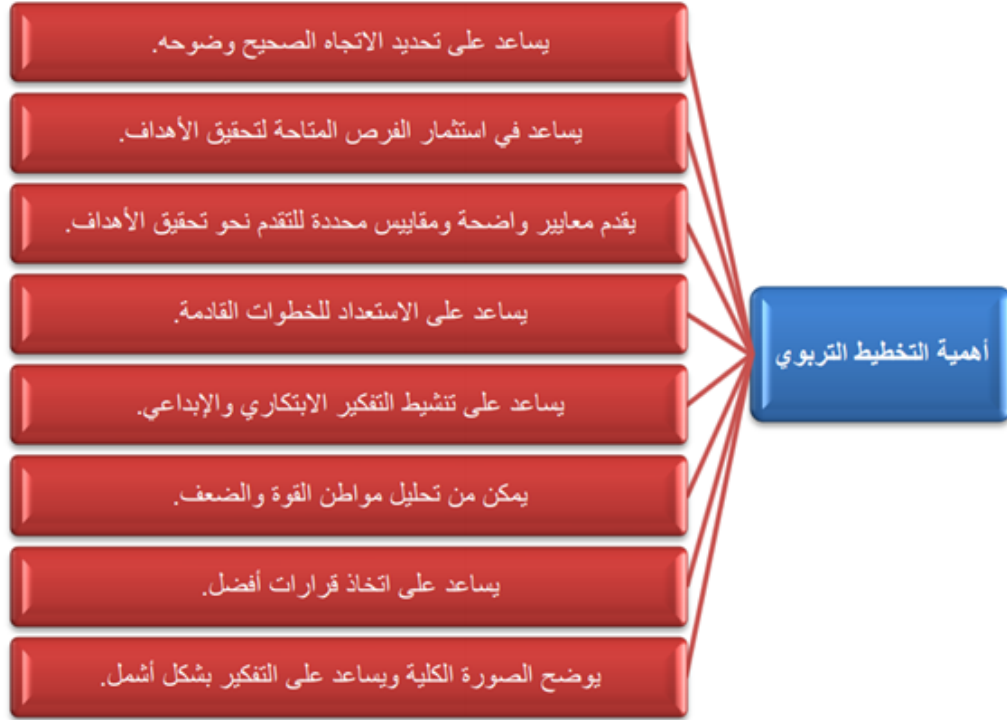 أهمية التخطيط التربوي
يساعد على تحديد الاتجاه الصحيح وضوحه.
يساعد في استثمار الفرص المتاحة لتحقيق الأهداف.
يقدم معايير واضحة ومقاييس محددة للتقدم نحو تحقيق الأهداف.
يساعد على الاستعداد للخطوات القادمة.
يساعد على تنشيط التفكير الابتكاري والإبداعي.
يمكن من تحليل مواطن القوة والضعف.
يساعد على اتخاذ قرارات أفضل.
يوضح الصورة الكلية ويساعد على التفكير بشكل أشمل.